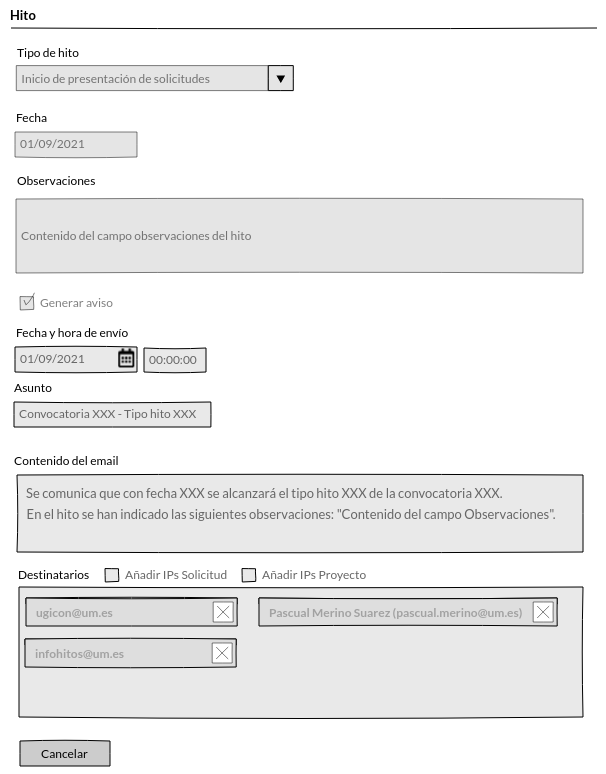 Hito
Tipo de hito
Inicio de presentación de solicitudes
Fecha
01/09/2021
Observaciones
Contenido del campo observaciones del hito
Generar aviso
Fecha y hora de envío
01/09/2021 00:00:00
Asunto
Convocatoria XXX - Tipo hito XXX
Contenido del email
Se comunica que con fecha XXX se alcanzará el tipo hito XXX de la convocatoria XXX.
En el hito se han indicado las siguientes observaciones: "Contenido del campo Observaciones".
Destinatarios Añadir IPs Solicitud Añadir IPs Proyecto
ugicon@um.es Pascual Merino Suarez (pascual.merino@um.es)
infohitos@um.es
Cancelar